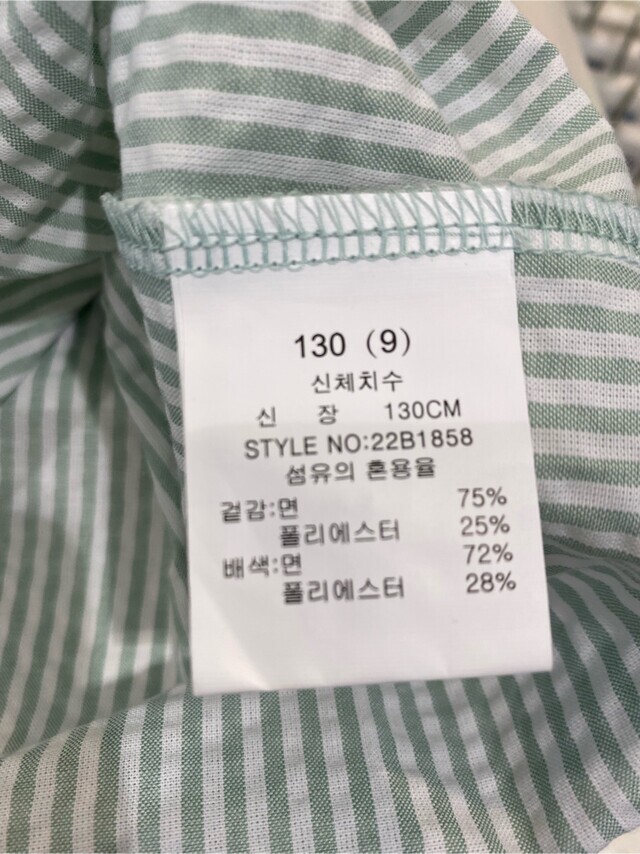 130 (9)
신체치수
신 장 130CM
STYLE NO:22B1858
섬유의 혼용율
겉감:면 75%
폴리에스터 25%
배색:면 72%
폴리에스터 28%